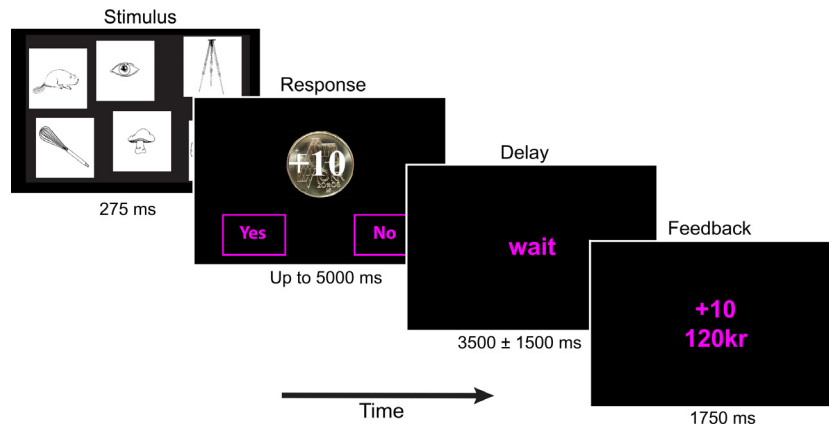 Stimulus
275 ms
Response
+10
Yes
No
Up to 5000 ms
Delay
wait
3500 ± 1500 ms
Feedback
+10
120kr
1750 ms
Time